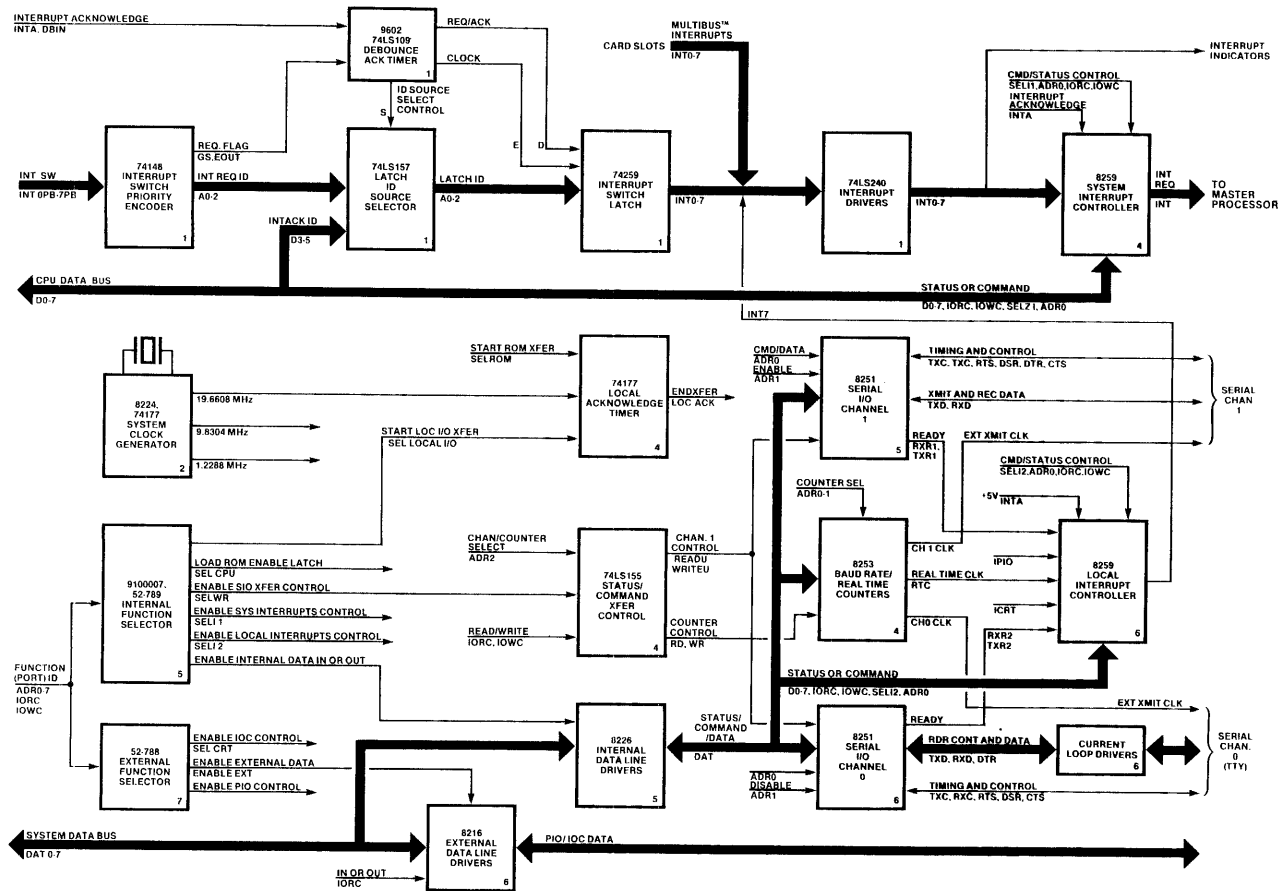 INTERRUPT ACKNOWLEDGE
INTA, DBIN
9602
74LS109
DEBOUNCE
ACK TIMER
1
REQ/ACK
CLOCK
ID SOURCE
SELECT
CONTROL
S
MULTIBUS™
INTERRUPTS
CARD SLOTS
INT0-7
INTERRUPT
INDICATORS
CMD/STATUS CONTROL
SELI1, ADR0, IORC, IOWC
INTERRUPT
ACKNOWLEDGE
INTA
INT SW
INT 0PB-7PB
74148
INTERRUPT
SWITCH
PRIORITY
ENCODER
1
REQ. FLAG
GS, EOUT
INT REQ ID
A0-2
INTACK ID
D3-5
74LS157
LATCH
ID
SOURCE
SELECTOR
1
LATCH ID
A0-2
E
D
74259
INTERRUPT
SWITCH
LATCH
1
INT0-7
74LS240
INTERRUPT
DRIVERS
1
INT0-7
8259
SYSTEM
INTERRUPT
CONTROLLER
4
INT
REQ
INT
TO
MASTER
PROCESSOR
CPU DATA BUS
D0-7
STATUS OR COMMAND
D0-7, IORC, IOWC, SELZ I, ADR0
INT7
8224,
74177
SYSTEM
CLOCK
GENERATOR
2
19.6608 MHz
9.8304 MHz
1.2288 MHz
START ROM XFER
SELROM
START LOC I/O XFER
SEL LOCAL I/O
74177
LOCAL
ACKNOWLEDGE
TIMER
4
ENDXFER
LOC ACK
CMD/DATA
ADR0
ENABLE
ADR1
8251
SERIAL
I/O
CHANNEL
1
5
TIMING AND CONTROL
TXC, TXC, RTS, DSR, DTR, CTS
XMIT AND REC DATA
TXD, RXD
READY
RXR1,
TXR1
EXT XMIT CLK
SERIAL
CHAN
1
FUNCTION
(PORT) ID
ADR0-7
IORC
IOWC
9100007,
52-789
INTERNAL
FUNCTION
SELECTOR
5
LOAD ROM ENABLE LATCH
SEL CPU
ENABLE SIO XFER CONTROL
SELWR
ENABLE SYS INTERRUPTS CONTROL
SELI 1
ENABLE LOCAL INTERRUPTS CONTROL
SELI 2
ENABLE INTERNAL DATA IN OR OUT
CHAN/COUNTER
SELECT
ADR2
READ/WRITE
IORC, IOWC
74LS155
STATUS/
COMMAND
XFER
CONTROL
4
CHAN. 1
CONTROL
READU
WRITEU
COUNTER
CONTROL
RD, WR
COUNTER SEL
ADR0-1
8253
BAUD RATE/
REAL TIME
COUNTERS
4
CH 1 CLK
REAL TIME CLK
RTC
CH0 CLK
CMD/STATUS CONTROL
SELI2, ADR0, IORC, IOWC
+5V
INTA
IPIO
ICRT
RXR2
TXR2
8259
LOCAL
INTERRUPT
CONTROLLER
6
STATUS OR COMMAND
D0-7, IORC, IOWC, SELI2, ADR0
52-788
EXTERNAL
FUNCTION
SELECTOR
7
ENABLE IOC CONTROL
SEL CRT
ENABLE EXTERNAL DATA
ENABLE EXT
ENABLE PIO CONTROL
8226
INTERNAL
DATA LINE
DRIVERS
5
STATUS/
COMMAND
/DATA
DAT
ADR0
DISABLE
ADR1
8251
SERIAL
I/O
CHANNEL
0
6
READY
RDR CONT AND DATA
TXD, RXD, DTR
CURRENT
LOOP DRIVERS
6
TIMING AND CONTROL
TXC, RXC, RTS, DSR, CTS
EXT XMIT CLK
SERIAL
CHAN.
0
(TTY)
SYSTEM DATA BUS
DAT 0-7
IN OR OUT
IORC
8216
EXTERNAL
DATA LINE
DRIVERS
6
PIO/IOC DATA